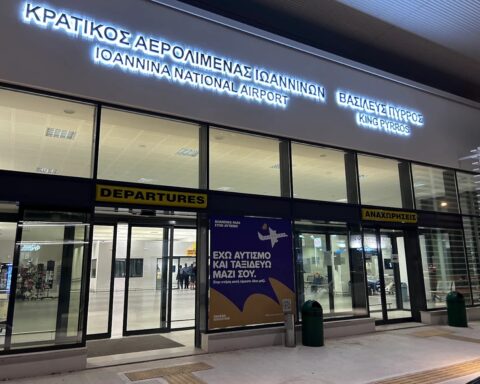 ΚΡΑΤΙΚΟΣ ΑΕΡΟΛΙΜΕΝΑΣ ΙΩΑΝΝΙΝΩΝ
IOANNINA NATIONAL AIRPORT
ΒΑΣΙΛΕΥΣ ΠΥΡΡΟΣ
KING PYRROS
DEPARTURES
ΑΝΑΧΩΡΗΣΕΙΣ
ΕΧΩ ΑΥΤΙΣΜΟ
ΚΑΙ ΤΑΞΙΔΕΥΩ
ΜΑΖΙ ΣΟΥ.